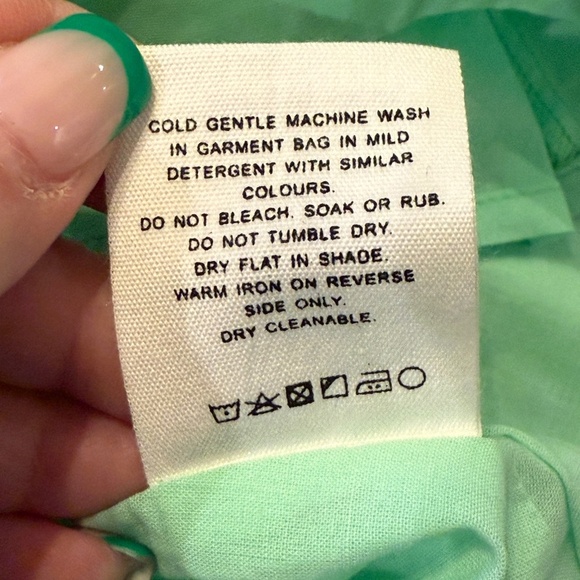 COLD GENTLE MACHINE WASH
IN GARMENT BAG IN MILD
DETERGENT WITH SIMILAR
COLOURS.
DO NOT BLEACH. SOAK OR RUB.
DO NOT TUMBLE DRY.
DRY FLAT IN SHADE.
WARM IRON ON REVERSE
SIDE ONLY.
DRY CLEANABLE.